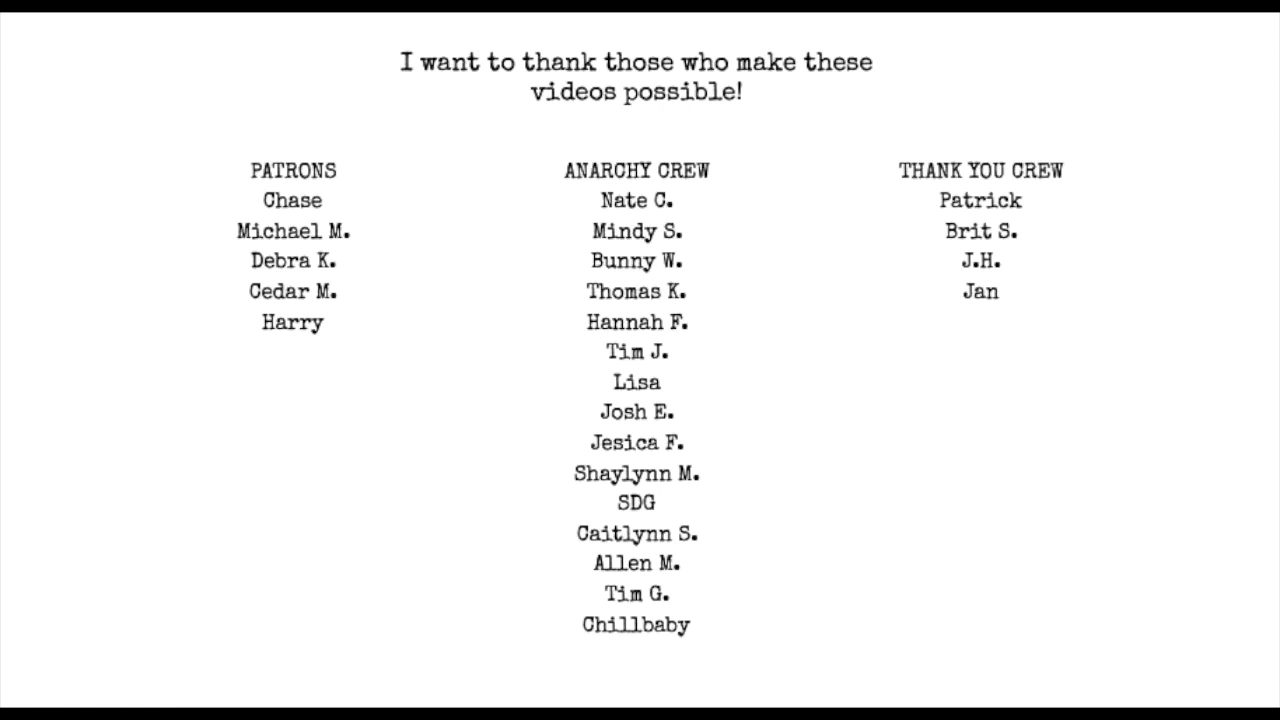 I want to thank those who make these
videos possible!
PATRONS
Chase
Michael M.
Debra K.
Cedar M.
Harry
ANARCHY CREW
Nate C.
Mindy S.
Bunny W.
Thomas K.
Hannah F.
Tim J.
Lisa
Josh E.
Jesica F.
Shaylynn M.
SDG
Caitlynn S.
Allen M.
Tim G.
Chillbaby
THANK YOU CREW
Patrick
Brit S.
J.H.
Jan